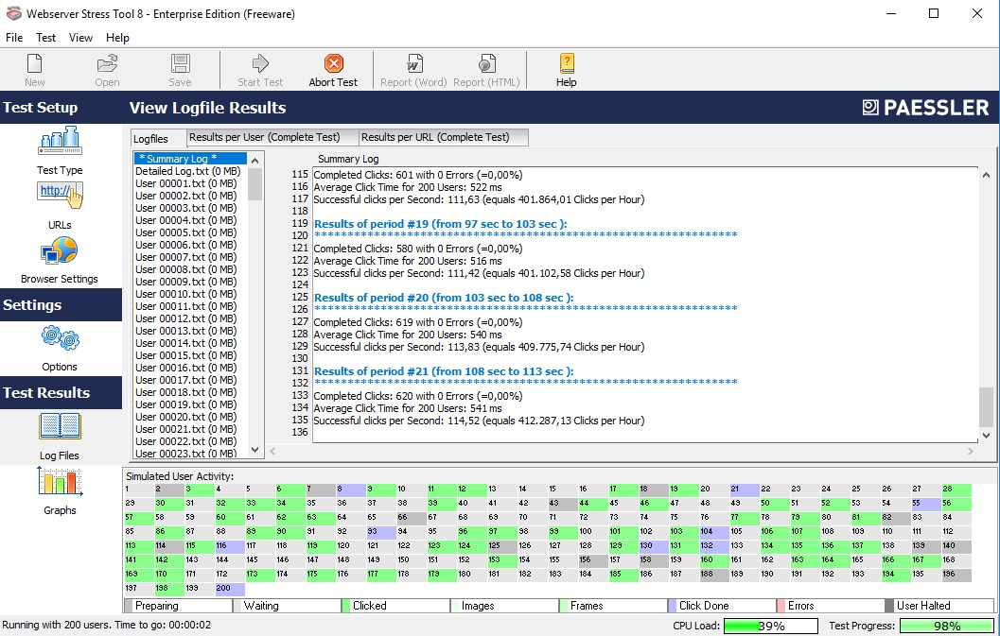 Webserver Stress Tool 8 - Enterprise Edition (Freeware)
File Test View Help
New Open Save Start Test Abort Test Report (Word) Report (HTML) Help
Test Setup
View Logfile Results
PAESSLER
Test Type
http://
URLs
Browser Settings
Settings
Options
Test Results
Log Files
Graphs
Logfiles Results per User (Complete Test) Results per URL (Complete Test)
* Summary Log *
Detailed Log.txt (0 MB)
User 00001.txt (0 MB)
User 00002.txt (0 MB)
User 00003.txt (0 MB)
User 00004.txt (0 MB)
User 00005.txt (0 MB)
User 00006.txt (0 MB)
User 00007.txt (0 MB)
User 00008.txt (0 MB)
User 00009.txt (0 MB)
User 00010.txt (0 MB)
User 00011.txt (0 MB)
User 00012.txt (0 MB)
User 00013.txt (0 MB)
User 00014.txt (0 MB)
User 00015.txt (0 MB)
User 00016.txt (0 MB)
User 00017.txt (0 MB)
User 00018.txt (0 MB)
User 00019.txt (0 MB)
User 00020.txt (0 MB)
User 00021.txt (0 MB)
User 00022.txt (0 MB)
User 00023.txt (0 MB)
Summary Log
115 Completed Clicks: 601 with 0 Errors (=0,00%)
116 Average Click Time for 200 Users: 522 ms
117 Successful clicks per Second: 111,63 (equals 401.864,01 Clicks per Hour)
118
119 Results of period #19 (from 97 sec to 103 sec ):
120 ****************************************************************
121 Completed Clicks: 580 with 0 Errors (=0,00%)
122 Average Click Time for 200 Users: 516 ms
123 Successful clicks per Second: 111,42 (equals 401.102,58 Clicks per Hour)
124
125 Results of period #20 (from 103 sec to 108 sec ):
126 ****************************************************************
127 Completed Clicks: 619 with 0 Errors (=0,00%)
128 Average Click Time for 200 Users: 540 ms
129 Successful clicks per Second: 113,83 (equals 409.775,74 Clicks per Hour)
130
131 Results of period #21 (from 108 sec to 113 sec ):
132 ****************************************************************
133 Completed Clicks: 620 with 0 Errors (=0,00%)
134 Average Click Time for 200 Users: 541 ms
135 Successful clicks per Second: 114,52 (equals 412.287,13 Clicks per Hour)
136
Simulated User Activity:
1 2 3 4 5 6 7 8 9 10 11 12 13 14 15 16 17 18 19 20 21 22 23 24 25 26 27 28
29 30 31 32 33 34 35 36 37 38 39 40 41 42 43 44 45 46 47 48 49 50 51 52 53 54 55 56
57 58 59 60 61 62 63 64 65 66 67 68 69 70 71 72 73 74 75 76 77 78 79 80 81 82 83 84
85 86 87 88 89 90 91 92 93 94 95 96 97 98 99 100 101 102 103 104 105 106 107 108 109 110 111 112
113 114 115 116 117 118 119 120 121 122 123 124 125 126 127 128 129 130 131 132 133 134 135 136 137 138 139 140
141 142 143 144 145 146 147 148 149 150 151 152 153 154 155 156 157 158 159 160 161 162 163 164 165 166 167 168
169 170 171 172 173 174 175 176 177 178 179 180 181 182 183 184 185 186 187 188 189 190 191 192 193 194 195 196
197 198 199 200
Preparing Waiting Clicked Images Frames Click Done Errors User Halted
Running with 200 users. Time to go: 00:00:02
CPU Load: 39% Test Progress: 98%